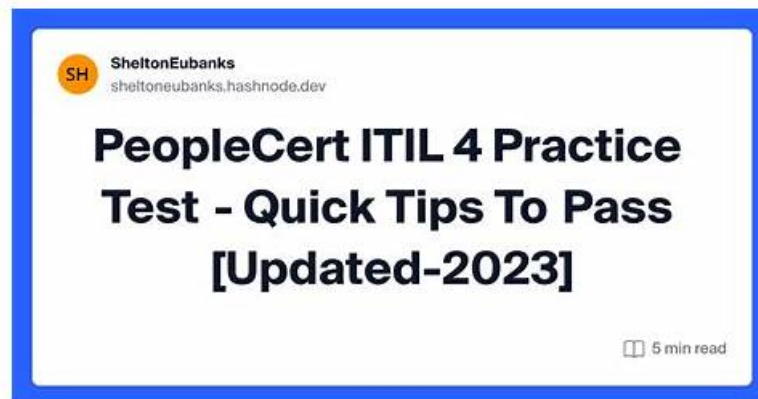 SH
SheltonEubanks
sheltoneubanks.hashnode.dev
PeopleCert ITIL 4 Practice
Test - Quick Tips To Pass
[Updated-2023]
5 min read